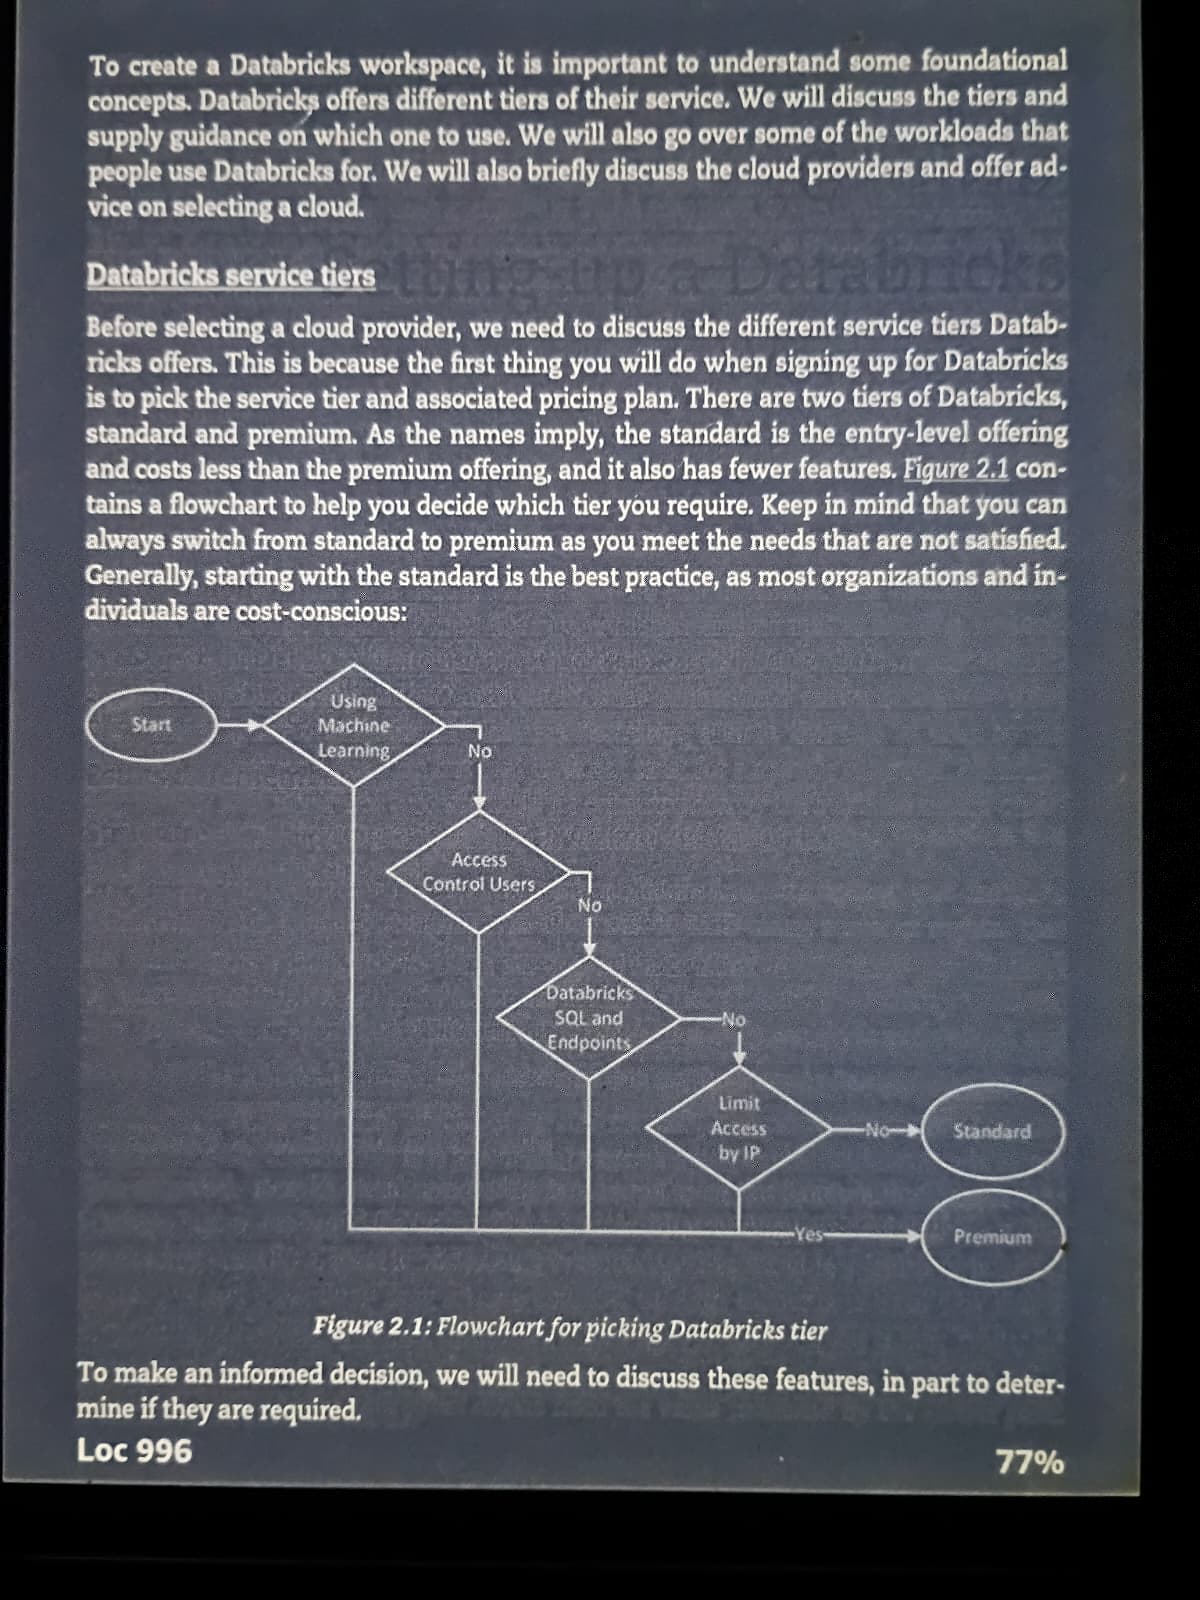 To create a Databricks workspace, it is important to understand some foundational
concepts. Databricks offers different tiers of their service. We will discuss the tiers and
supply guidance on which one to use. We will also go over some of the workloads that
people use Databricks for. We will also briefly discuss the cloud providers and offer ad-
vice on selecting a cloud.
Databricks service tiers
Before selecting a cloud provider, we need to discuss the different service tiers Datab-
ricks offers. This is because the first thing you will do when signing up for Databricks
is to pick the service tier and associated pricing plan. There are two tiers of Databricks,
standard and premium. As the names imply, the standard is the entry-level offering
and costs less than the premium offering, and it also has fewer features. Figure 2.1 con-
tains a flowchart to help you decide which tier you require. Keep in mind that you can
always switch from standard to premium as you meet the needs that are not satisfied.
Generally, starting with the standard is the best practice, as most organizations and in-
dividuals are cost-conscious:
Start
Using
Machine
Learning
No
Access
Control Users
No
Databricks
SQL and
Endpoints
No
Limit
Access
by IP
No
Standard
Yes
Premium
Figure 2.1: Flowchart for picking Databricks tier
To make an informed decision, we will need to discuss these features, in part to deter-
mine if they are required.
Loc 996
77%